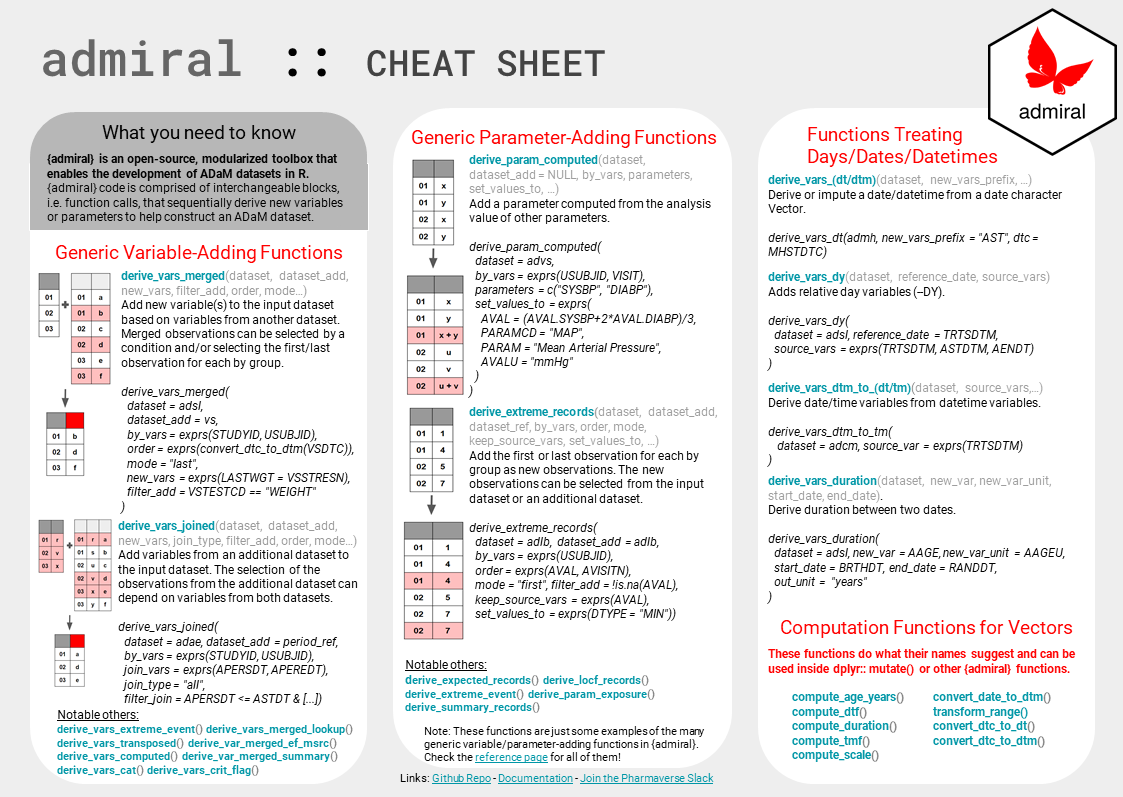 admiral :: CHEAT SHEET
admiral
What you need to know
{admiral} is an open-source, modularized toolbox that
enables the development of ADaM datasets in R.
{admiral} code is comprised of interchangeable blocks,
i.e. function calls, that sequentially derive new variables
or parameters to help construct an ADaM dataset.
Generic Variable-Adding Functions
01
02
03
+
01 a
01 b
02 c
02 d
03 e
03 f
01 b
02 d
03 f
derive_vars_merged(dataset, dataset_add,
new_vars, filter_add, order, mode...)
Add new variable(s) to the input dataset
based on variables from another dataset.
Merged observations can be selected by a
condition and/or selecting the first/last
observation for each by group.
derive_vars_merged(
dataset = adsl,
dataset_add = vs,
by_vars = exprs(STUDYID, USUBJID),
order = exprs(convert_dtc_to_dtm(VSDTC)),
mode = "last",
new_vars = exprs(LASTWGT = VSSTRESN),
filter_add = VSTESTCD == "WEIGHT"
)
01 r
02 v
03 x
+
01 r a
01 s b
02 u c
02 v d
03 x e
03 y f
01 a
02 d
03 e
derive_vars_joined(dataset, dataset_add,
new_vars, join_type, filter_add, order, mode...)
Add variables from an additional dataset to
the input dataset. The selection of the
observations from the additional dataset can
depend on variables from both datasets.
derive_vars_joined(
dataset = adae, dataset_add = period_ref,
by_vars = exprs(STUDYID, USUBJID),
join_vars = exprs(APERSDT, APEREDT),
join_type = "all",
filter_join = APERSDT <= ASTDT & [...])
Notable others:
derive_vars_extreme_event() derive_vars_merged_lookup()
derive_vars_transposed() derive_var_merged_ef_msrc()
derive_vars_computed() derive_var_merged_summary()
derive_vars_cat() derive_vars_crit_flag()
Generic Parameter-Adding Functions
01 x
01 y
02 x
02 y
01 x
01 y
01 x + y
02 u
02 v
02 u + v
derive_param_computed(dataset,
dataset_add = NULL, by_vars, parameters,
set_values_to, ...)
Add a parameter computed from the analysis
value of other parameters.
derive_param_computed(
dataset = advs,
by_vars = exprs(USUBJID, VISIT),
parameters = c("SYSBP", "DIABP"),
set_values_to = exprs(
AVAL = (AVAL.SYSBP+2*AVAL.DIABP)/3,
PARAMCD = "MAP",
PARAM = "Mean Arterial Pressure",
AVALU = "mmHg"
)
)
01 1
01 4
02 5
02 7
01 1
01 4
01 4
02 5
02 7
02 7
derive_extreme_records(dataset, dataset_add,
dataset_ref, by_vars, order, mode,
keep_source_vars, set_values_to, ...)
Add the first or last observation for each by
group as new observations. The new
observations can be selected from the input
dataset or an additional dataset.
derive_extreme_records(
dataset = adlb, dataset_add = adlb,
by_vars = exprs(USUBJID),
order = exprs(AVAL, AVISITN),
mode = "first", filter_add = !is.na(AVAL),
keep_source_vars = exprs(AVAL),
set_values_to = exprs(DTYPE = "MIN"))
Notable others:
derive_expected_records() derive_locf_records()
derive_extreme_event() derive_param_exposure()
derive_summary_records()
Note: These functions are just some examples of the many
generic variable/parameter-adding functions in {admiral}.
Check the reference page for all of them!
Links: Github Repo - Documentation - Join the Pharmaverse Slack
Functions Treating
Days/Dates/Datetimes
derive_vars_(dt/dtm)(dataset, new_vars_prefix, ...)
Derive or impute a date/datetime from a date character
Vector.
derive_vars_dt(admh, new_vars_prefix = "AST", dtc =
MHSTDTC)
derive_vars_dy(dataset, reference_date, source_vars)
Adds relative day variables (--DY).
derive_vars_dy(
dataset = adsl, reference_date = TRTSDTM,
source_vars = exprs(TRTSDTM, ASTDTM, AENDT)
)
derive_vars_dtm_to_(dt/tm)(dataset, source_vars,...)
Derive date/time variables from datetime variables.
derive_vars_dtm_to_tm(
dataset = adcm, source_var = exprs(TRTSDTM)
)
derive_vars_duration(dataset, new_var, new_var_unit,
start_date, end_date).
Derive duration between two dates.
derive_vars_duration(
dataset = adsl, new_var = AAGE, new_var_unit = AAGEU,
start_date = BRTHDT, end_date = RANDDT,
out_unit = "years"
)
Computation Functions for Vectors
These functions do what their names suggest and can be
used inside dplyr:: mutate() or other {admiral} functions.
compute_age_years()
compute_dtf()
compute_duration()
compute_tmf()
compute_scale()
convert_date_to_dtm()
transform_range()
convert_dtc_to_dt()
convert_dtc_to_dtm()